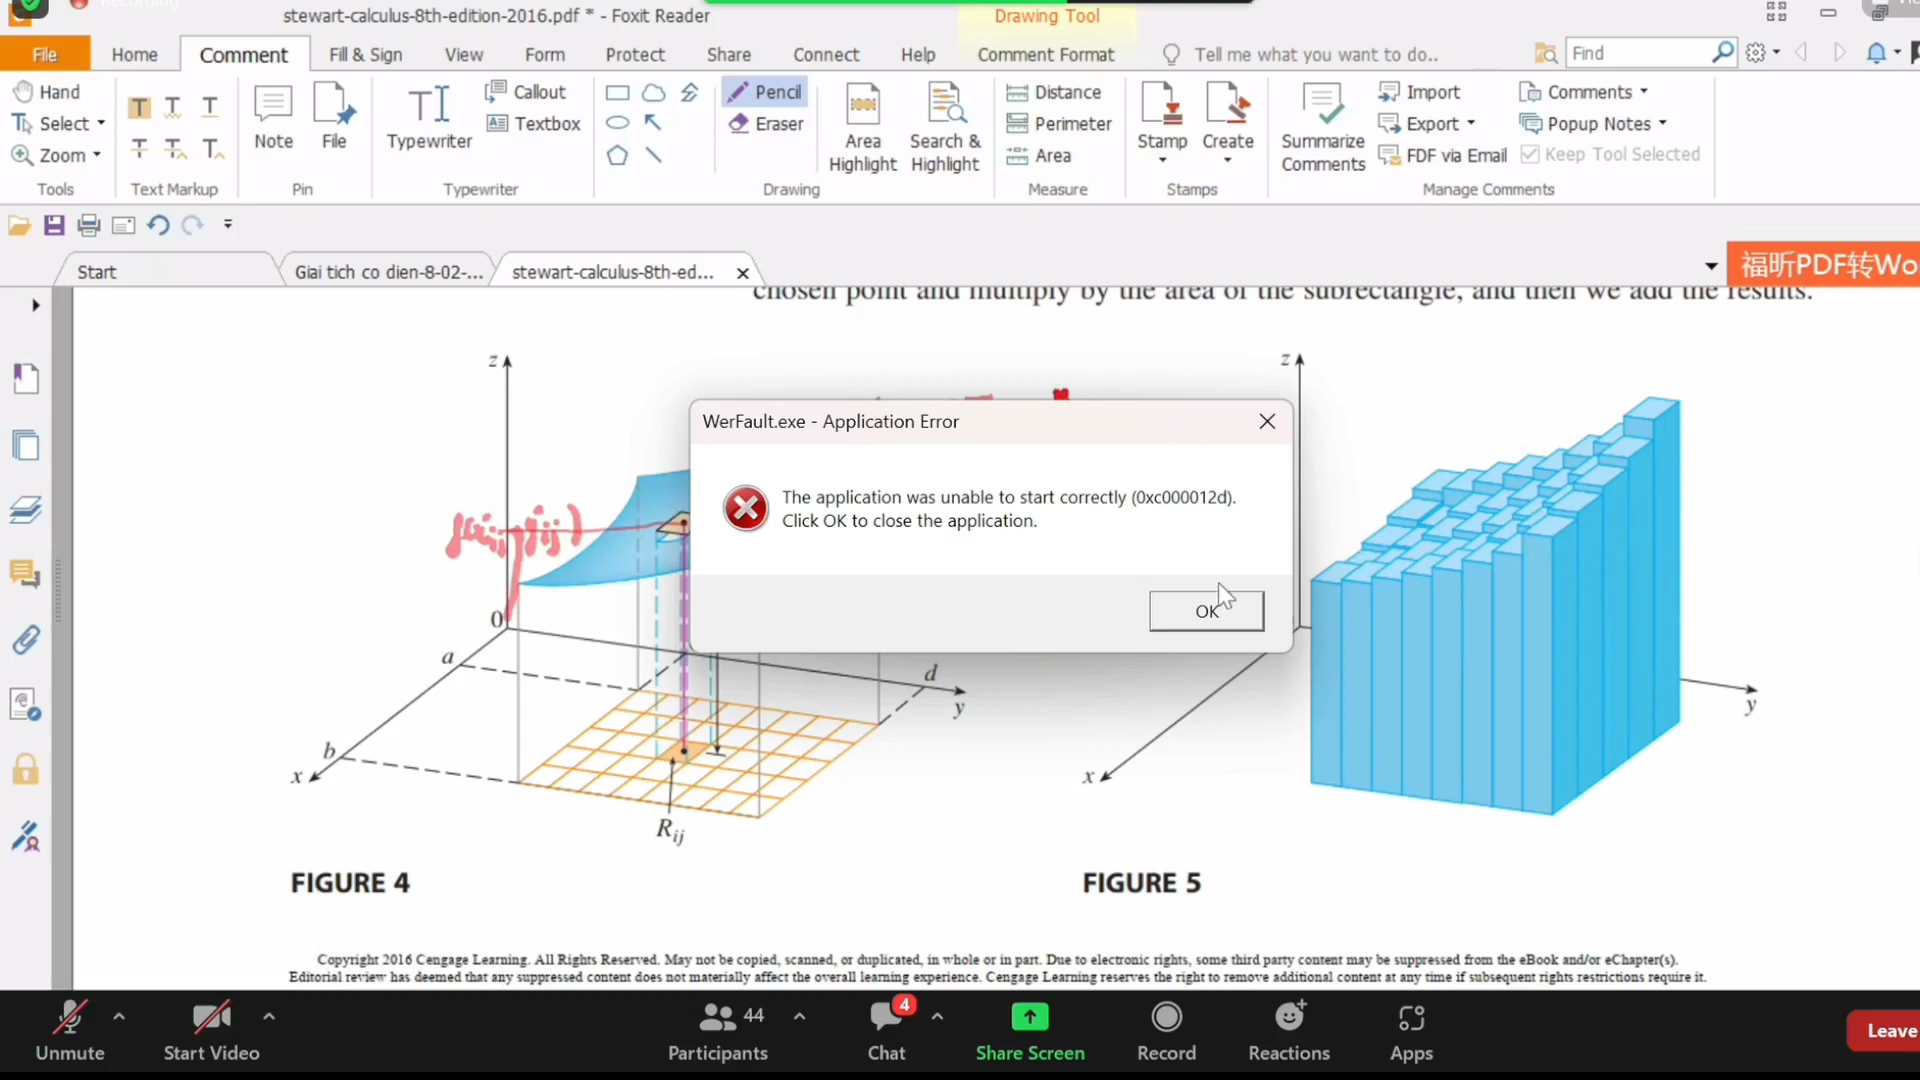 Recording
stewart-calculus-8th-edition-2016.pdf * - Foxit Reader
Drawing Tool
File
Home
Comment
Fill & Sign
View
Form
Protect
Share
Connect
Help
Comment Format
Tell me what you want to do..
Find
Hand
Select
Zoom
Tools
Text Markup
Note
File
Pin
Typewriter
Callout
Textbox
Typewriter
Pencil
Eraser
Area
Highlight
Search &
Highlight
Drawing
Distance
Perimeter
Area
Measure
Stamp
Create
Stamps
Summarize
Comments
Import
Export
FDF via Email
Comments
Popup Notes
Keep Tool Selected
Manage Comments
Start
Giai tich co dien-8-02-...
stewart-calculus-8th-ed...
福昕PDF转Wo
chosen point and multiply by the area of the subrectangle, and then we add the results.
z
z
WerFault.exe - Application Error
The application was unable to start correctly (0xc000012d).
Click OK to close the application.
OK
0
a
d
y
y
b
x
x
Rij
FIGURE 4
FIGURE 5
Copyright 2016 Cengage Learning. All Rights Reserved. May not be copied, scanned, or duplicated, in whole or in part. Due to electronic rights, some third party content may be suppressed from the eBook and/or eChapter(s).
Editorial review has deemed that any suppressed content does not materially affect the overall learning experience. Cengage Learning reserves the right to remove additional content at any time if subsequent rights restrictions require it.
44
4
Unmute
Start Video
Participants
Chat
Share Screen
Record
Reactions
Apps
Leave